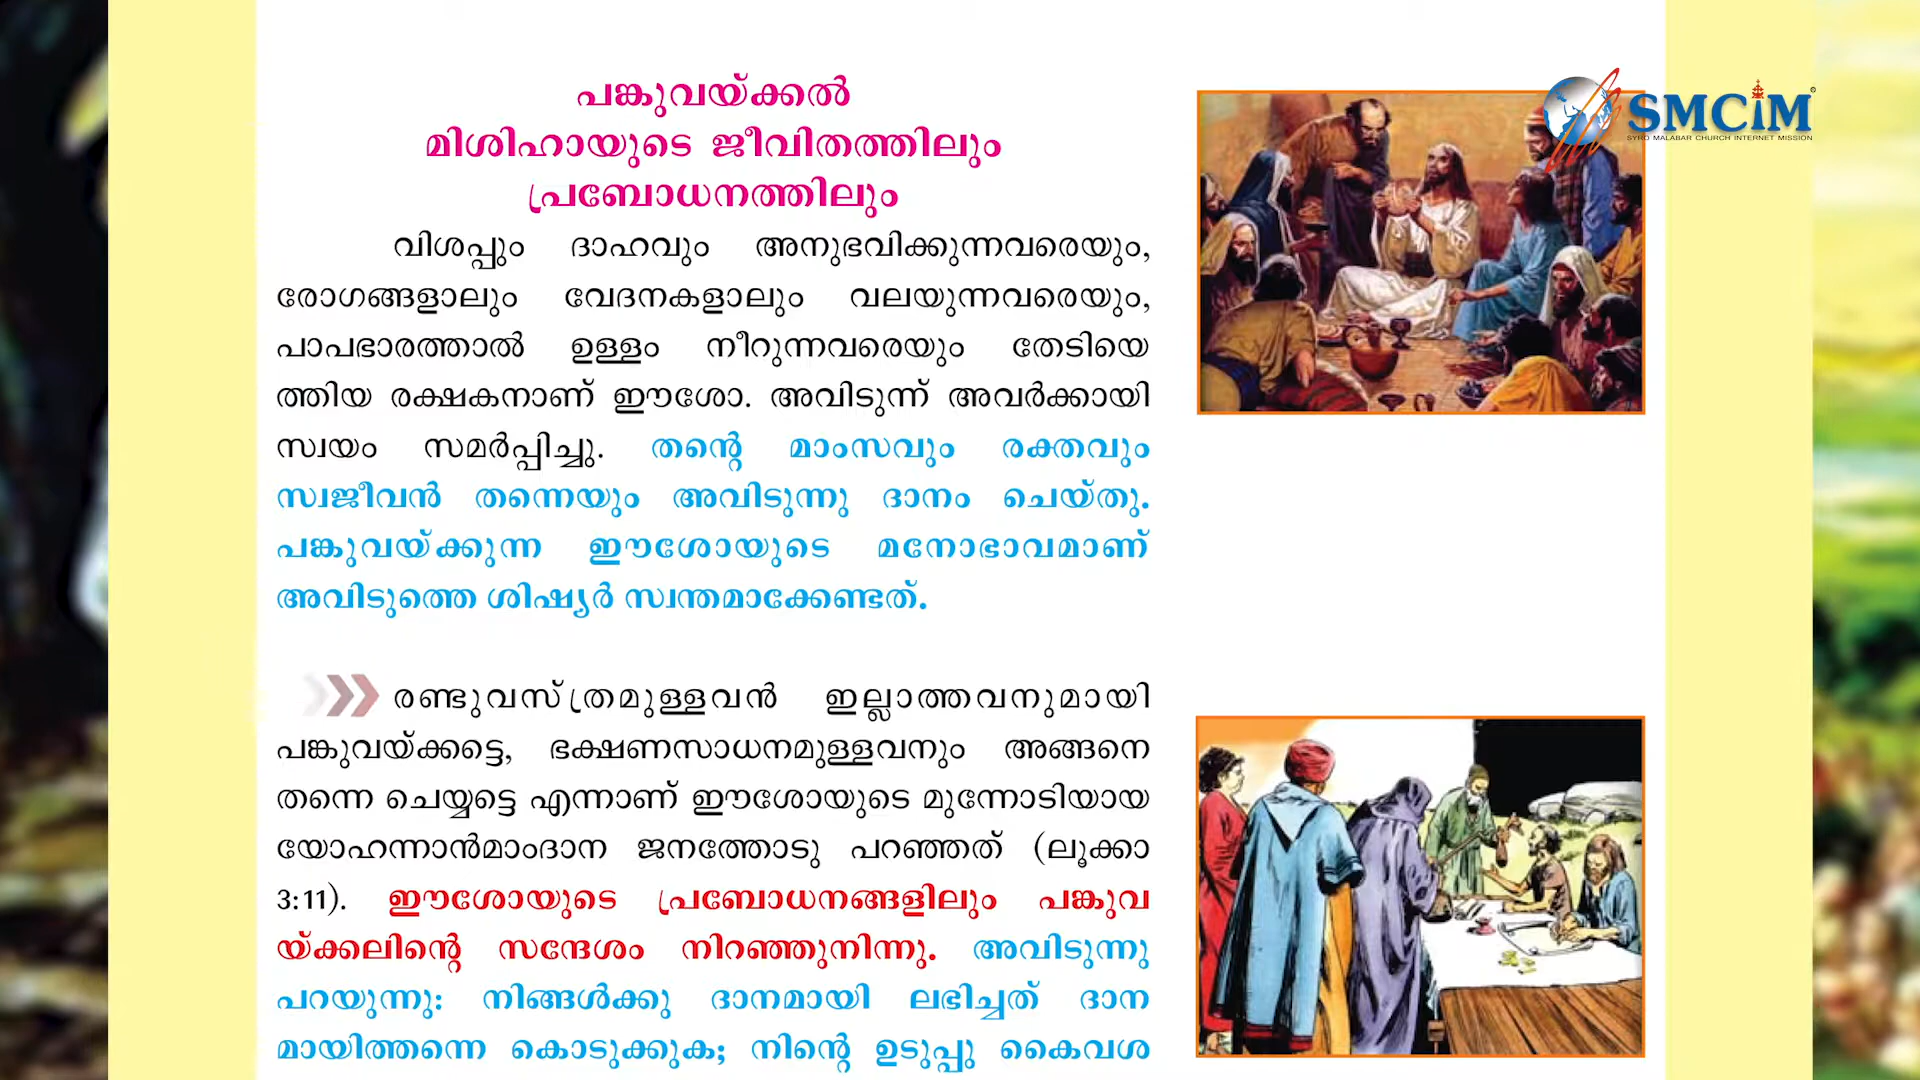 പങ്കുവയ്ക്കൽ
മിശിഹായുടെ ജീവിതത്തിലും
പ്രബോധനത്തിലും
വിശപ്പും ദാഹവും അനുഭവിക്കുന്നവരെയും,
രോഗങ്ങളാലും വേദനകളാലും വലയുന്നവരെയും,
പാപഭാരത്താൽ ഉള്ളം നീറുന്നവരെയും തേടിയെ
ത്തിയ രക്ഷകനാണ് ഈശോ. അവിടുന്ന് അവർക്കായി
സ്വയം സമർപ്പിച്ചു. തന്റെ മാംസവും രക്തവും
സ്വജീവൻ തന്നെയും അവിടുന്നു ദാനം ചെയ്തു.
പങ്കുവയ്ക്കുന്ന ഈശോയുടെ മനോഭാവമാണ്
അവിടുത്തെ ശിഷ്യർ സ്വന്തമാക്കേണ്ടത്.
രണ്ടുവസ്ത്രമുള്ളവൻ ഇല്ലാത്തവനുമായി
പങ്കുവയ്ക്കട്ടെ, ഭക്ഷണസാധനമുള്ളവനും അങ്ങനെ
തന്നെ ചെയ്യട്ടെ എന്നാണ് ഈശോയുടെ മുന്നോടിയായ
യോഹന്നാൻമാംദാന ജനത്തോടു പറഞ്ഞത് (ലൂക്കാ
3:11). ഈശോയുടെ പ്രബോധനങ്ങളിലും പങ്കുവ
യ്ക്കലിന്റെ സന്ദേശം നിറഞ്ഞുനിന്നു. അവിടുന്നു
പറയുന്നു: നിങ്ങൾക്കു ദാനമായി ലഭിച്ചത് ദാന
മായിത്തന്നെ കൊടുക്കുക; നിന്റെ ഉടുപ്പു കൈവശ
SMCIM
SYRO MALABAR CHURCH INTERNET MISSION